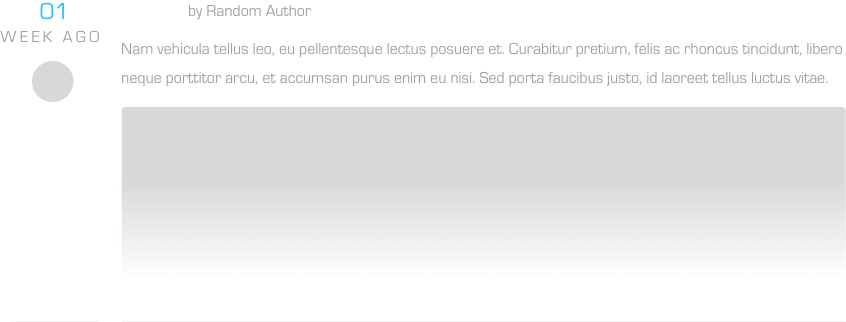 01
WEEK AGO
by Random Author
Nam vehicula tellus leo, eu pellentesque lectus posuere et. Curabitur pretium, felis ac rhoncus tincidunt, libero
neque porttitor arcu, et accumsan purus enim eu nisi. Sed porta faucibus justo, id laoreet tellus luctus vitae.